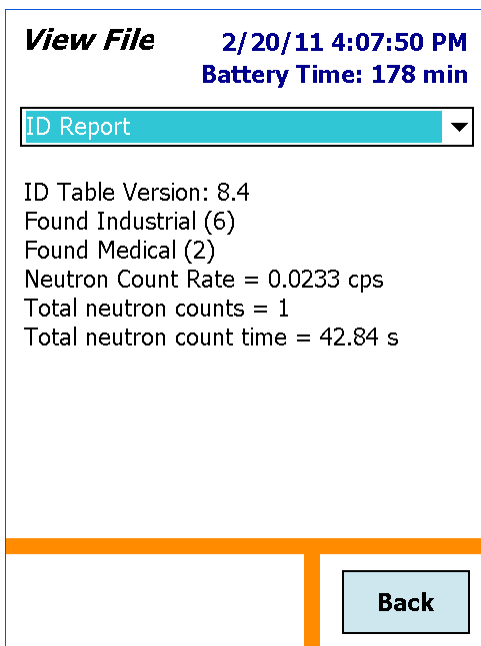 View File
2/20/11 4:07:50 PM
Battery Time: 178 min
ID Report
ID Table Version: 8.4
Found Industrial (6)
Found Medical (2)
Neutron Count Rate = 0.0233 cps
Total neutron counts = 1
Total neutron count time = 42.84 s
Back